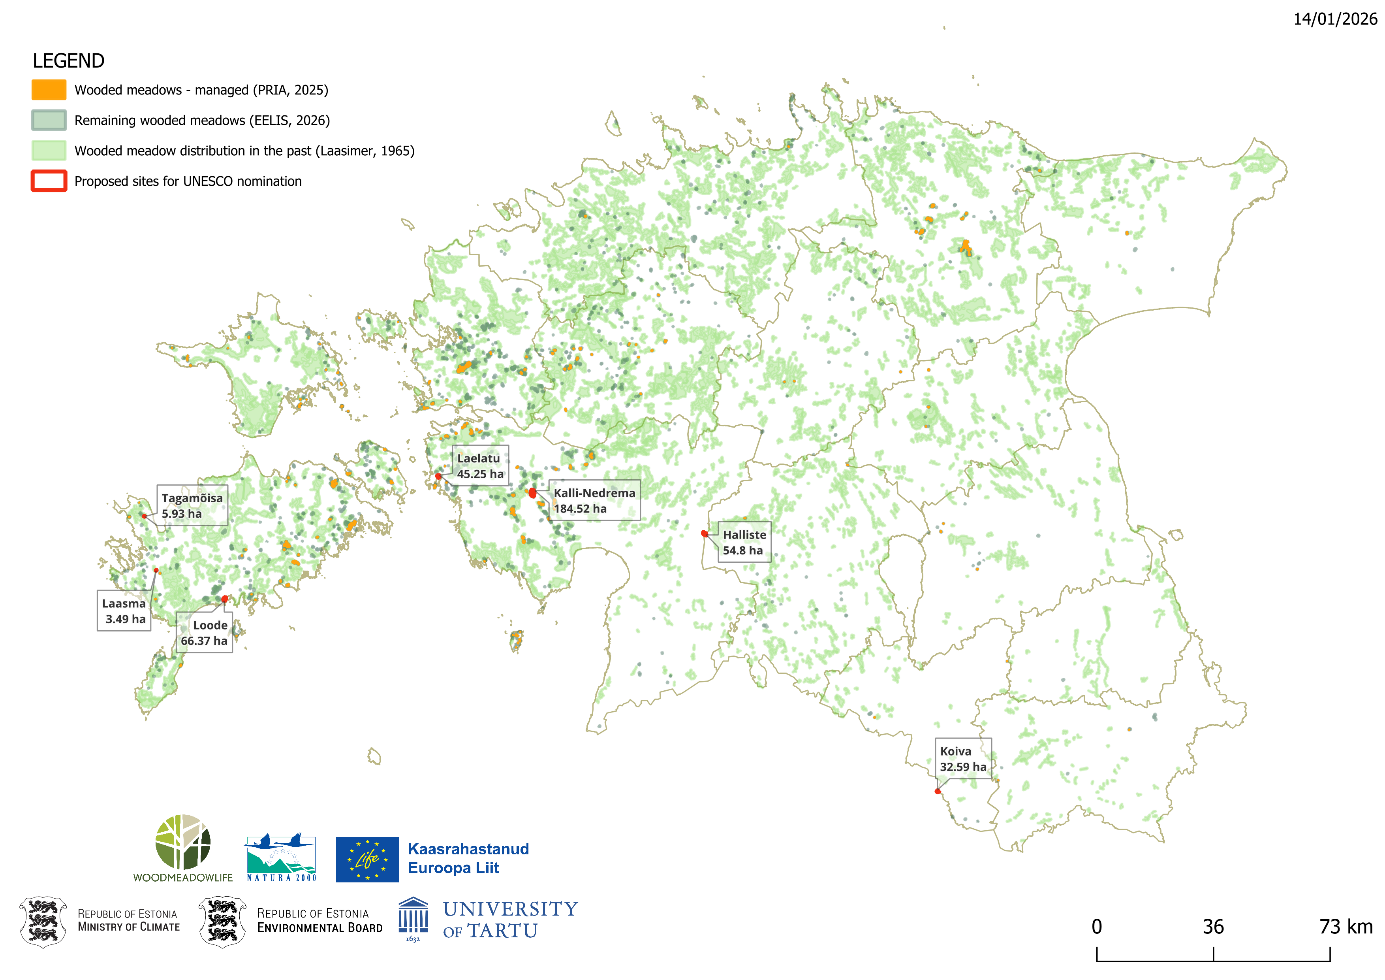 14/01/2026
LEGEND
Wooded meadows - managed (PRIA, 2025)
Remaining wooded meadows (EELIS, 2026)
Wooded meadow distribution in the past (Laasimer, 1965)
Proposed sites for UNESCO nomination
Laelatu
45.25 ha
Kalli-Nedrema
184.52 ha
Tagamõisa
5.93 ha
Halliste
54.8 ha
Laasma
3.49 ha
Loode
66.37 ha
Koiva
32.59 ha
WOODMEADOWLIFE
NATURA 2000
Life
Kaasrahastanud
Euroopa Liit
REPUBLIC OF ESTONIA
MINISTRY OF CLIMATE
REPUBLIC OF ESTONIA
ENVIRONMENTAL BOARD
1632
UNIVERSITY
OF TARTU
0 36 73 km